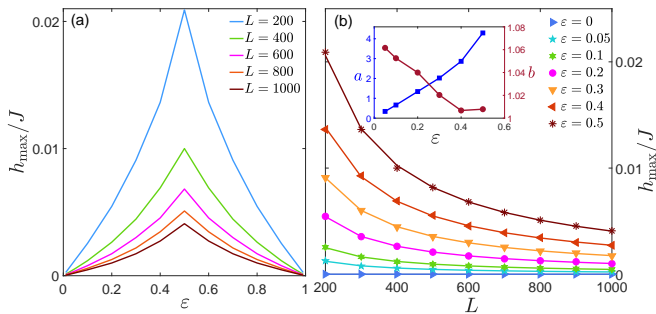 (a)
L = 200
L = 400
L = 600
L = 800
L = 1000
0.02
0.01
0
h_max/J
0 0.2 0.4 0.6 0.8 1
ε
(b)
a
4
3
2
1
0
0 0.2 0.4 0.6
ε
1.08
1.06
1.04
1.02
1
b
ε = 0
ε = 0.05
ε = 0.1
ε = 0.2
ε = 0.3
ε = 0.4
ε = 0.5
0.02
0.01
0
h_max/J
200 400 600 800 1000
L